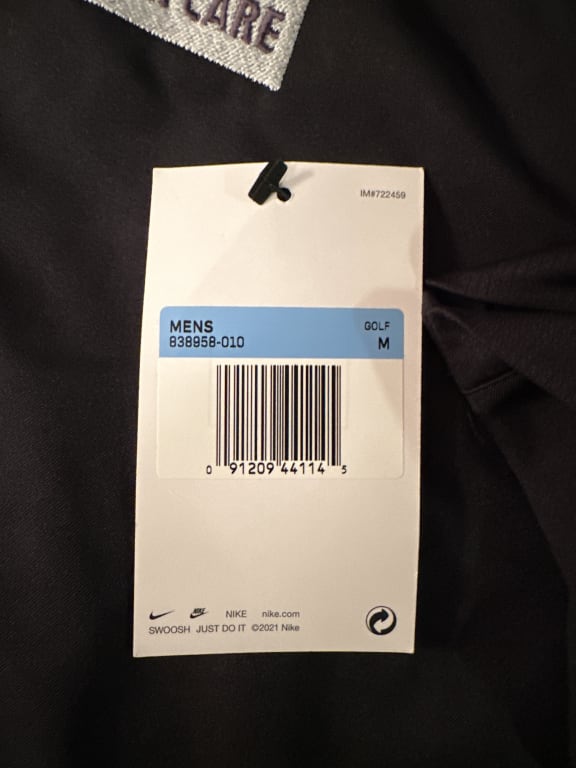 CARE
IM#722459
MENS GOLF
838958-010 M
0 91209 44114 5
NIKE nike.com
SWOOSH JUST DO IT ©2021 Nike